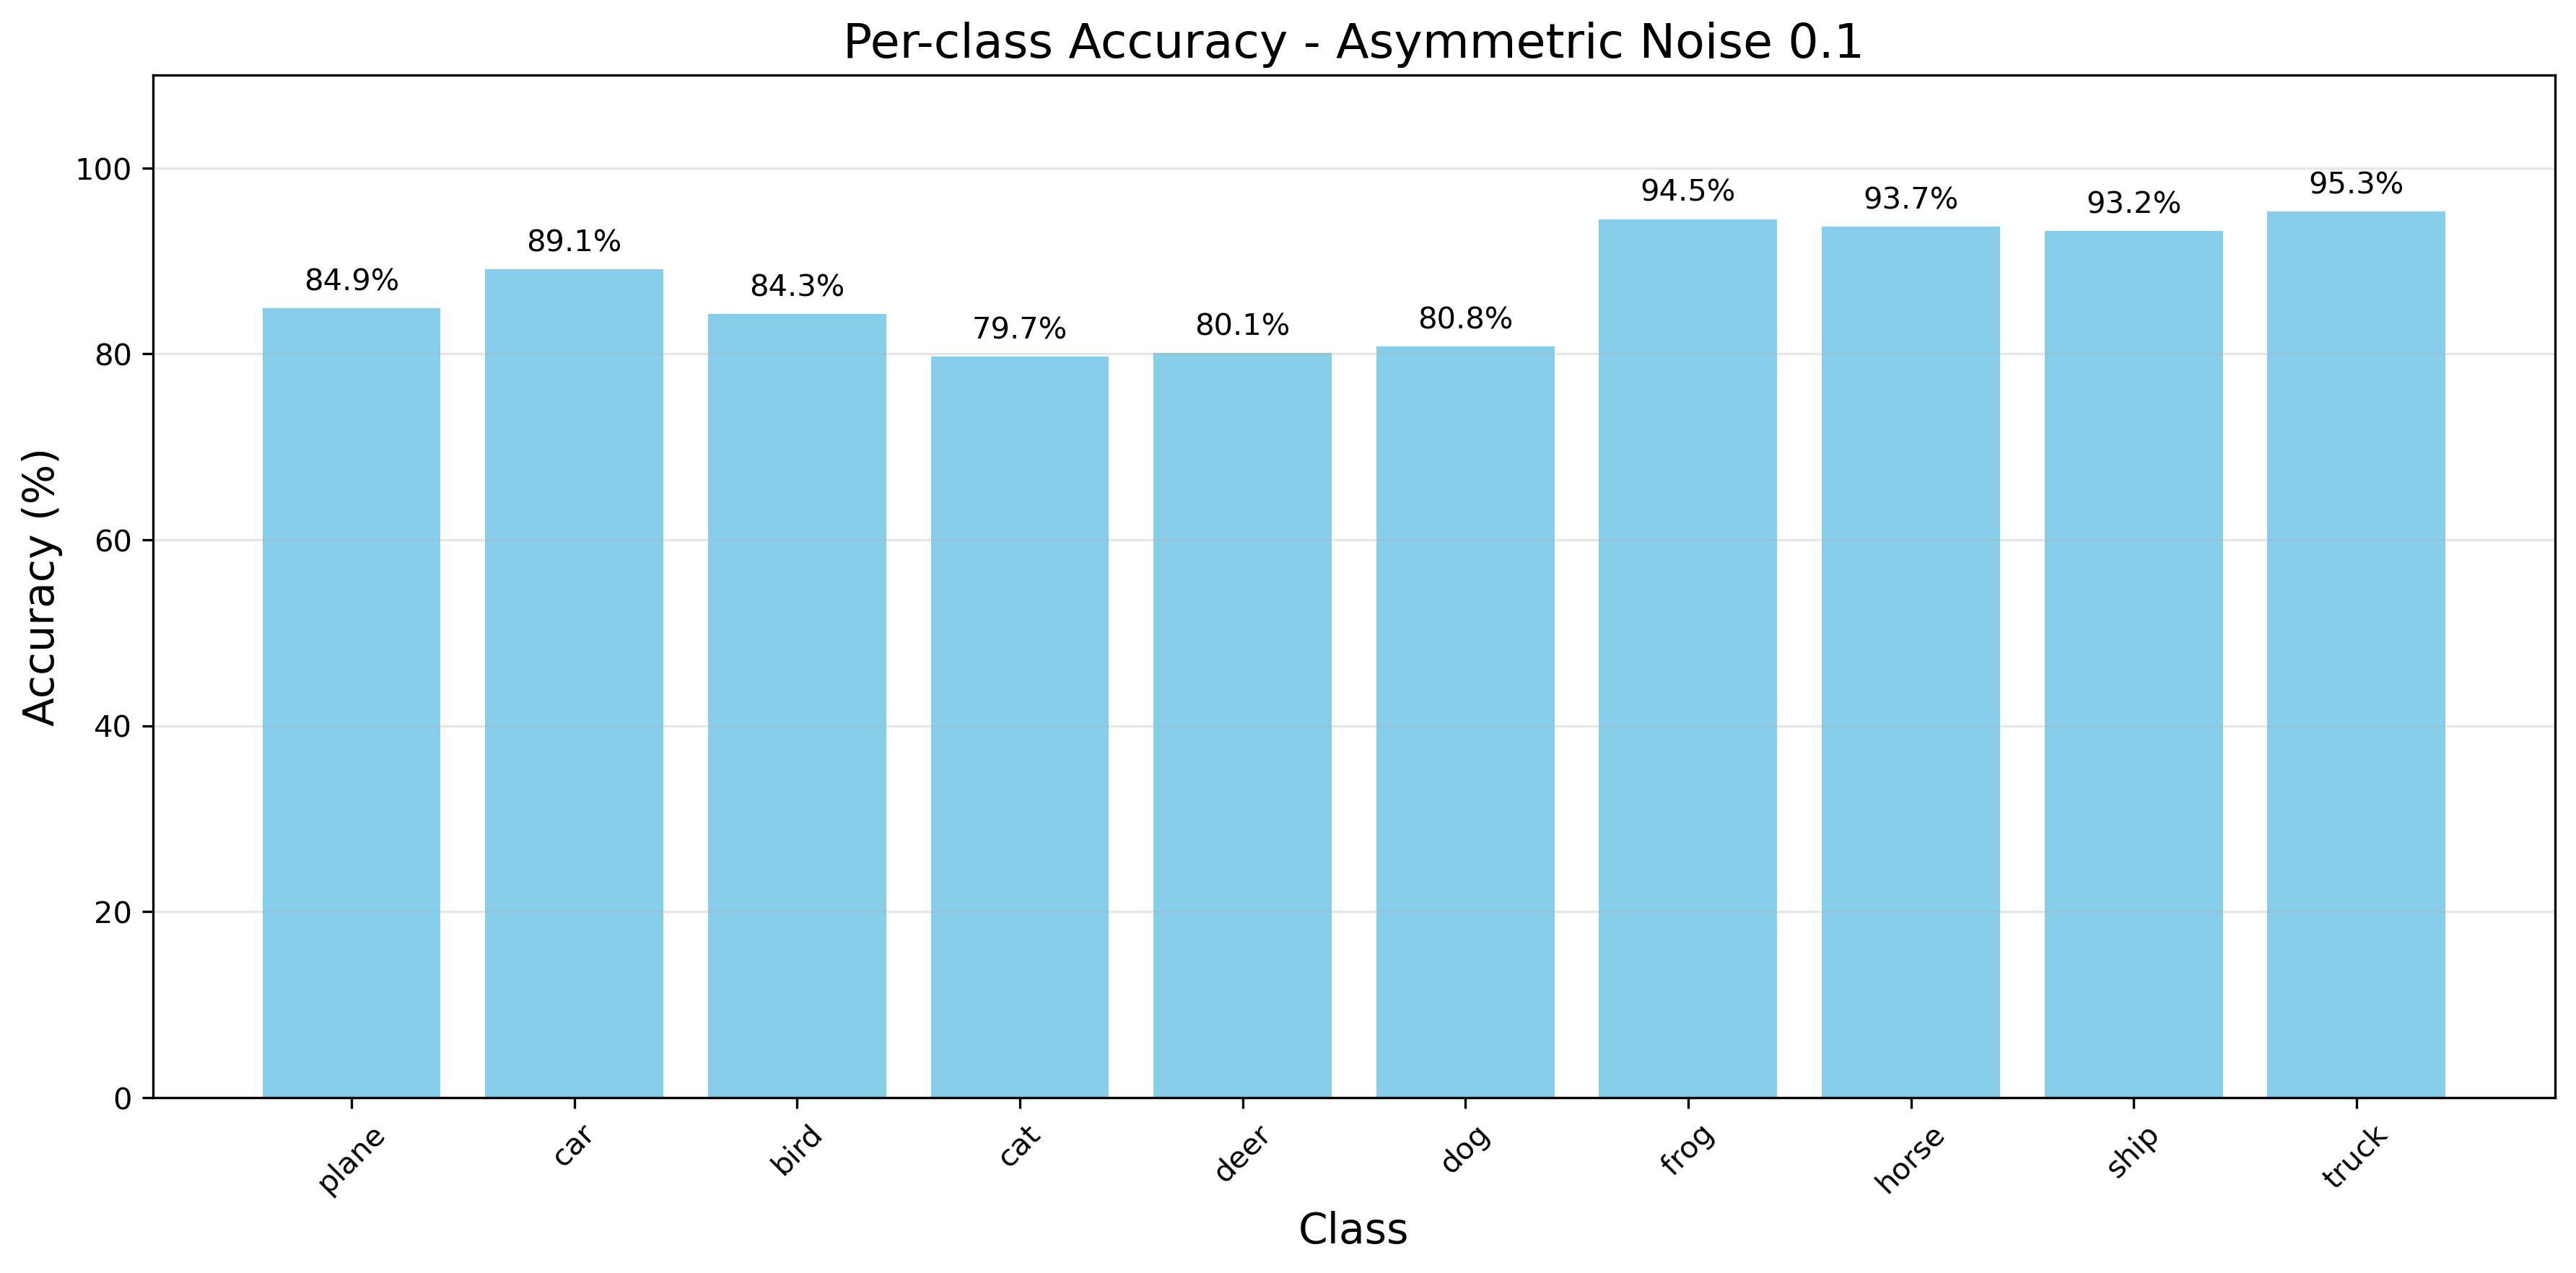 Per-class Accuracy - Asymmetric Noise 0.1
Accuracy (%)
100
80
60
40
20
0
84.9%
89.1%
84.3%
79.7%
80.1%
80.8%
94.5%
93.7%
93.2%
95.3%
plane
car
bird
cat
deer
dog
frog
horse
ship
truck
Class